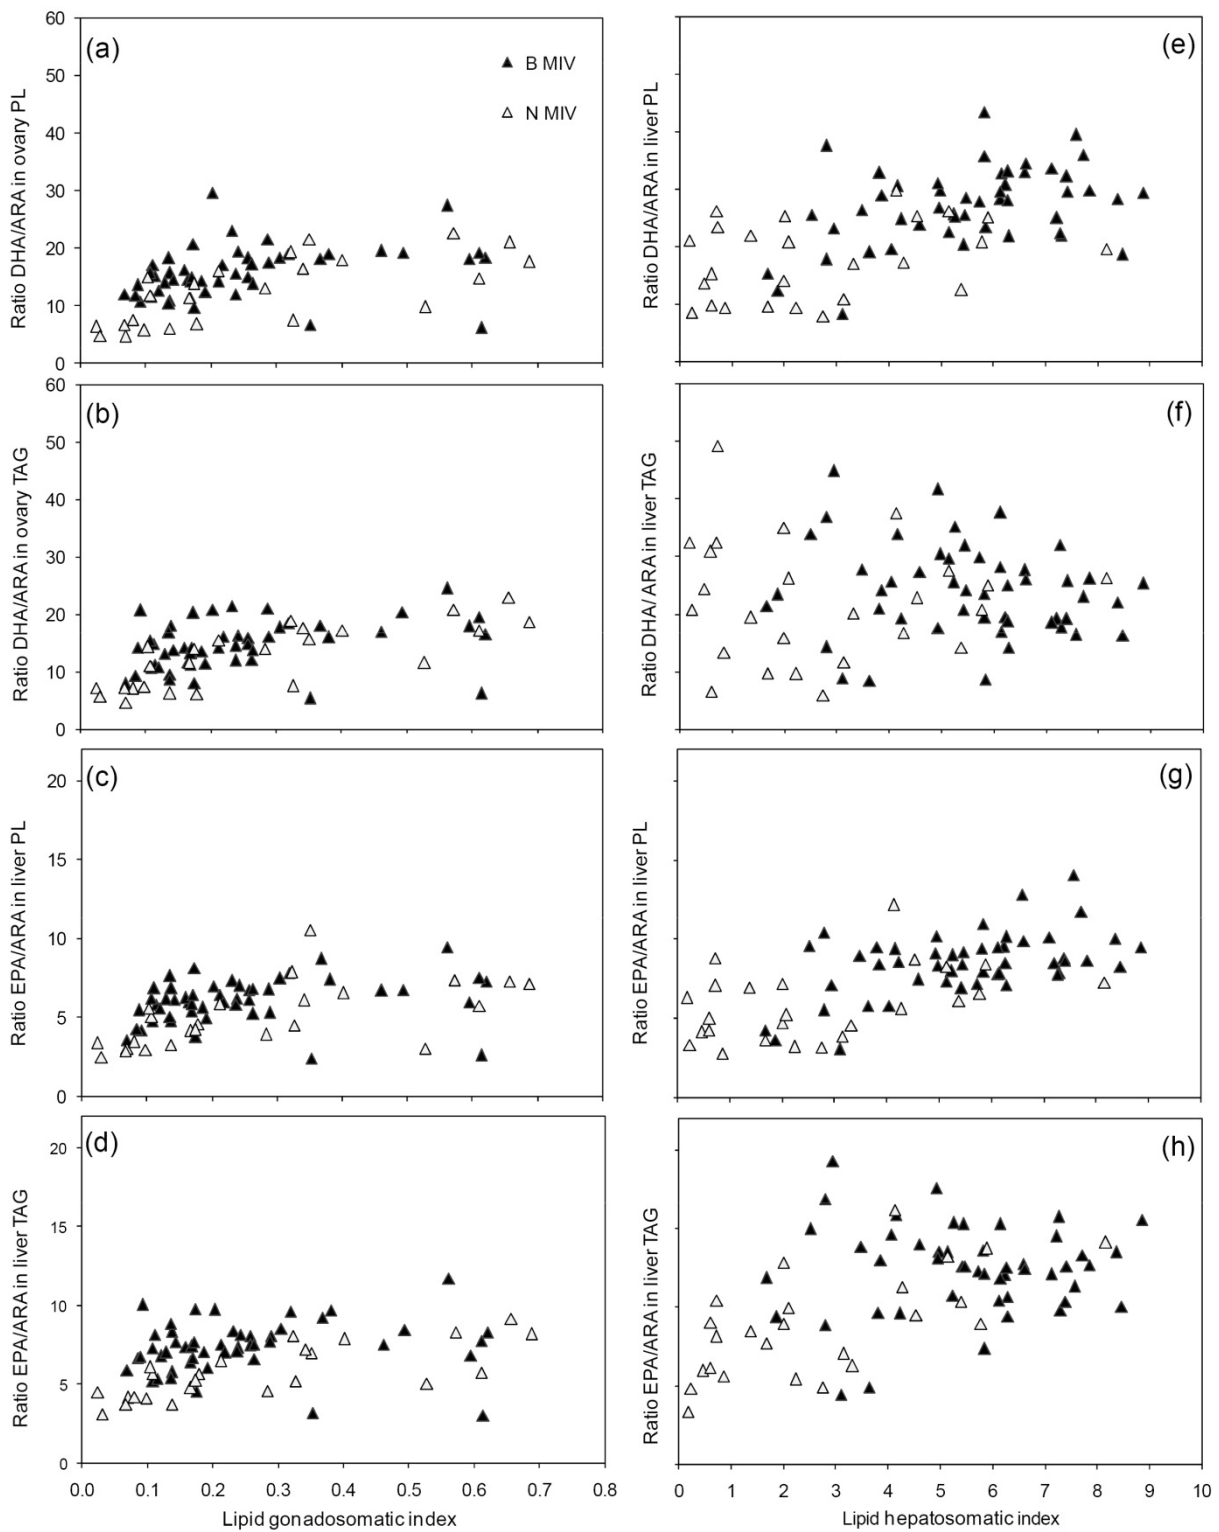 (a)
B MIV
N MIV
60
50
40
30
20
10
0
Ratio DHA/ARA in ovary PL
(e)
Ratio DHA/ARA in liver PL
(b)
60
50
40
30
20
10
0
Ratio DHA/ARA in ovary TAG
(f)
Ratio DHA/ ARA in liver TAG
(c)
20
15
10
5
0
Ratio EPA/ARA in liver PL
(g)
Ratio EPA/ARA in liver PL
(d)
20
15
10
5
0
Ratio EPA/ARA in liver TAG
0.0 0.1 0.2 0.3 0.4 0.5 0.6 0.7 0.8
Lipid gonadosomatic index
(h)
Ratio EPA/ARA in liver TAG
0 1 2 3 4 5 6 7 8 9 10
Lipid hepatosomatic index